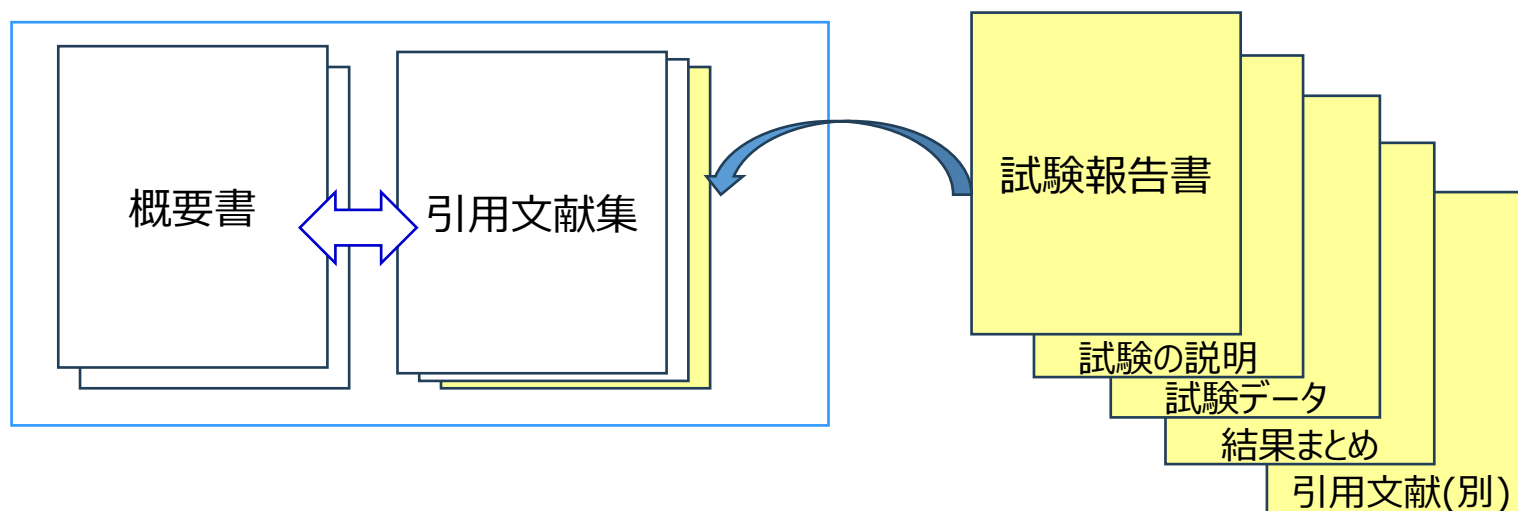 概要書
引用文献集
試験報告書
試験の説明
試験データ
結果まとめ
引用文献(別)